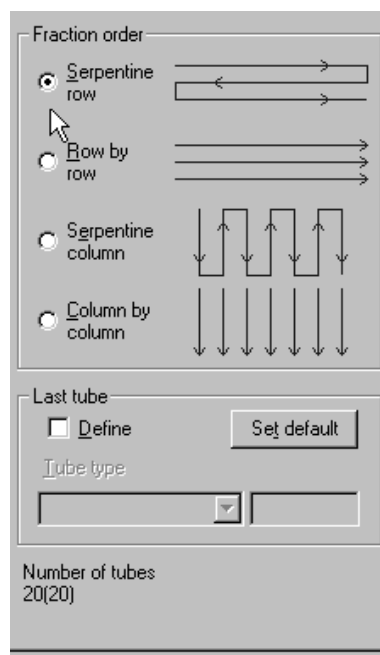 Fraction order
Serpentine
row
Row by
row
Serpentine
column
Column by
column
Last tube
Define
Set default
Tube type
Number of tubes
20(20)